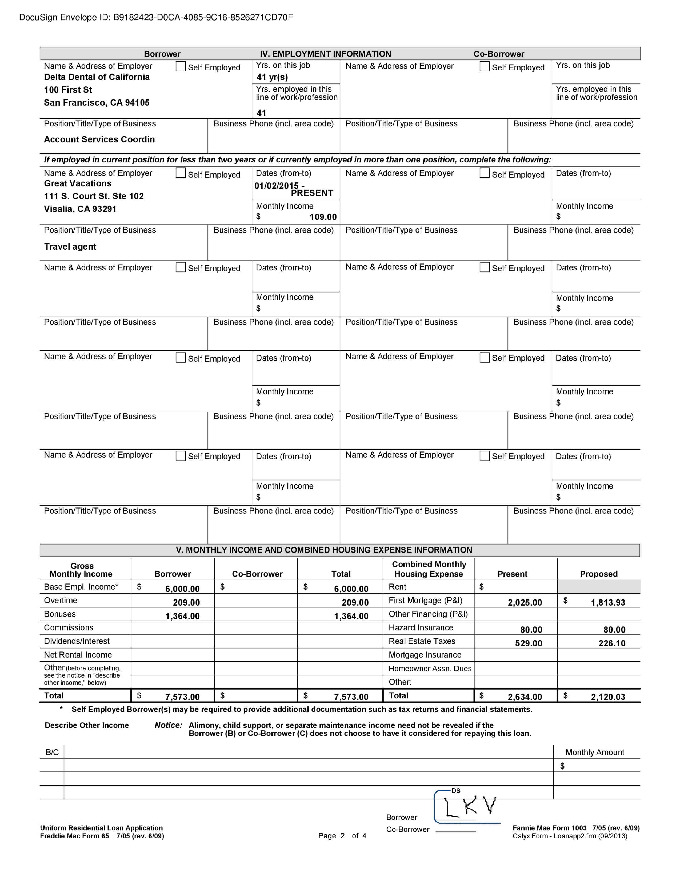 DocuSign Envelope ID: B9182423-D0CA-4085-9C16-8526271CD70F
Borrower IV. EMPLOYMENT INFORMATION Co-Borrower
Name & Address of Employer Self Employed Yrs. on this job Name & Address of Employer Self Employed Yrs. on this job
Delta Dental of California 41 yr(s)
100 First St Yrs. employed in this line of work/profession Yrs. employed in this line of work/profession
San Francisco, CA 94105
41
Position/Title/Type of Business Business Phone (incl. area code) Position/Title/Type of Business Business Phone (incl. area code)
Account Services Coordin
If employed in current position for less than two years or if currently employed in more than one position, complete the following:
Name & Address of Employer Self Employed Dates (from-to) Name & Address of Employer Self Employed Dates (from-to)
Great Vacations 01/02/2015 -
111 S. Court St. Ste 102 PRESENT
Visalia, CA 93291 Monthly Income Monthly Income
$ 109.00 $
Position/Title/Type of Business Business Phone (incl. area code) Position/Title/Type of Business Business Phone (incl. area code)
Travel agent
Name & Address of Employer Self Employed Dates (from-to) Name & Address of Employer Self Employed Dates (from-to)
Monthly Income Monthly Income
$ $
Position/Title/Type of Business Business Phone (incl. area code) Position/Title/Type of Business Business Phone (incl. area code)
Name & Address of Employer Self Employed Dates (from-to) Name & Address of Employer Self Employed Dates (from-to)
Monthly Income Monthly Income
$ $
Position/Title/Type of Business Business Phone (incl. area code) Position/Title/Type of Business Business Phone (incl. area code)
Name & Address of Employer Self Employed Dates (from-to) Name & Address of Employer Self Employed Dates (from-to)
Monthly Income Monthly Income
$ $
Position/Title/Type of Business Business Phone (incl. area code) Position/Title/Type of Business Business Phone (incl. area code)
V. MONTHLY INCOME AND COMBINED HOUSING EXPENSE INFORMATION
Gross Monthly Income Borrower Co-Borrower Total Combined Monthly Housing Expense Present Proposed
Base Empl. Income* $ 6,000.00 $ $ 6,000.00 Rent $
Overtime 209.00 209.00 First Mortgage (P&I) 2,025.00 $ 1,813.93
Bonuses 1,364.00 1,364.00 Other Financing (P&I)
Commissions Hazard Insurance 80.00 80.00
Dividends/Interest Real Estate Taxes 529.00 226.10
Net Rental Income Mortgage Insurance
Other (before completing, see the notice in "describe other income," below) Homeowner Assn. Dues
Other:
Total $ 7,573.00 $ $ 7,573.00 Total $ 2,634.00 $ 2,120.03
* Self Employed Borrower(s) may be required to provide additional documentation such as tax returns and financial statements.
Describe Other Income Notice: Alimony, child support, or separate maintenance income need not be revealed if the
Borrower (B) or Co-Borrower (C) does not choose to have it considered for repaying this loan.
B/C Monthly Amount
$
DS
LKV
Borrower
Co-Borrower
Uniform Residential Loan Application Fannie Mae Form 1003 7/05 (rev. 6/09)
Freddie Mac Form 65 7/05 (rev. 6/09) Page 2 of 4 Calyx Form - Loanapp2.frm (09/2013)